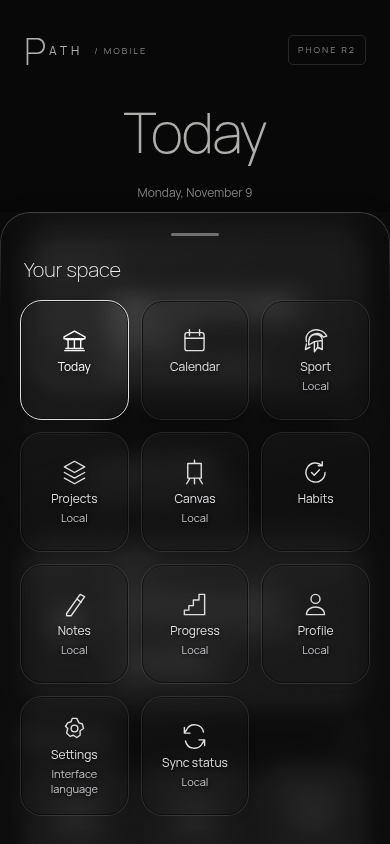 PATH / MOBILE
PHONE R2
Today
Monday, November 9
Your space
Today
Calendar
Sport
Local
Projects
Local
Canvas
Local
Habits
Notes
Local
Progress
Local
Profile
Local
Settings
Interface
language
Sync status
Local